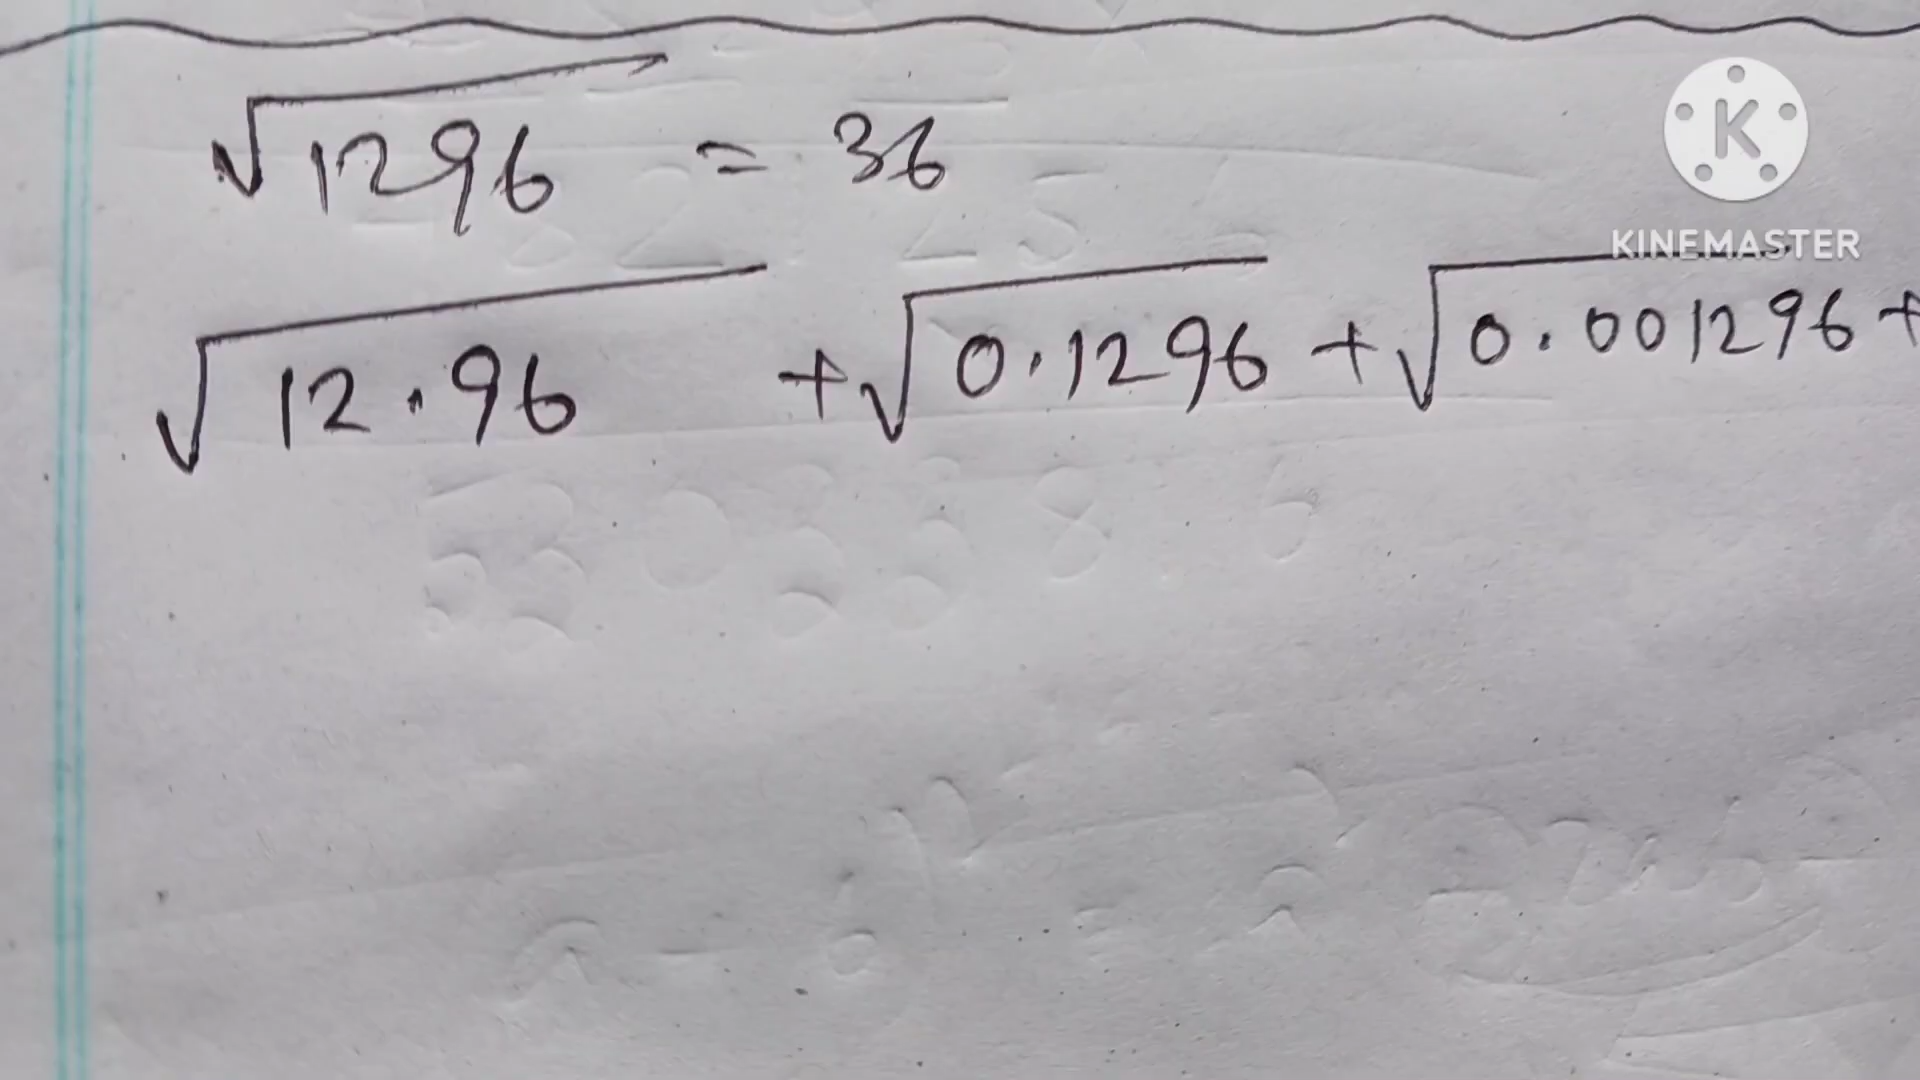 √1296 = 36
K
KINEMASTER
√12.96 + √0.1296 + √0.001296 +